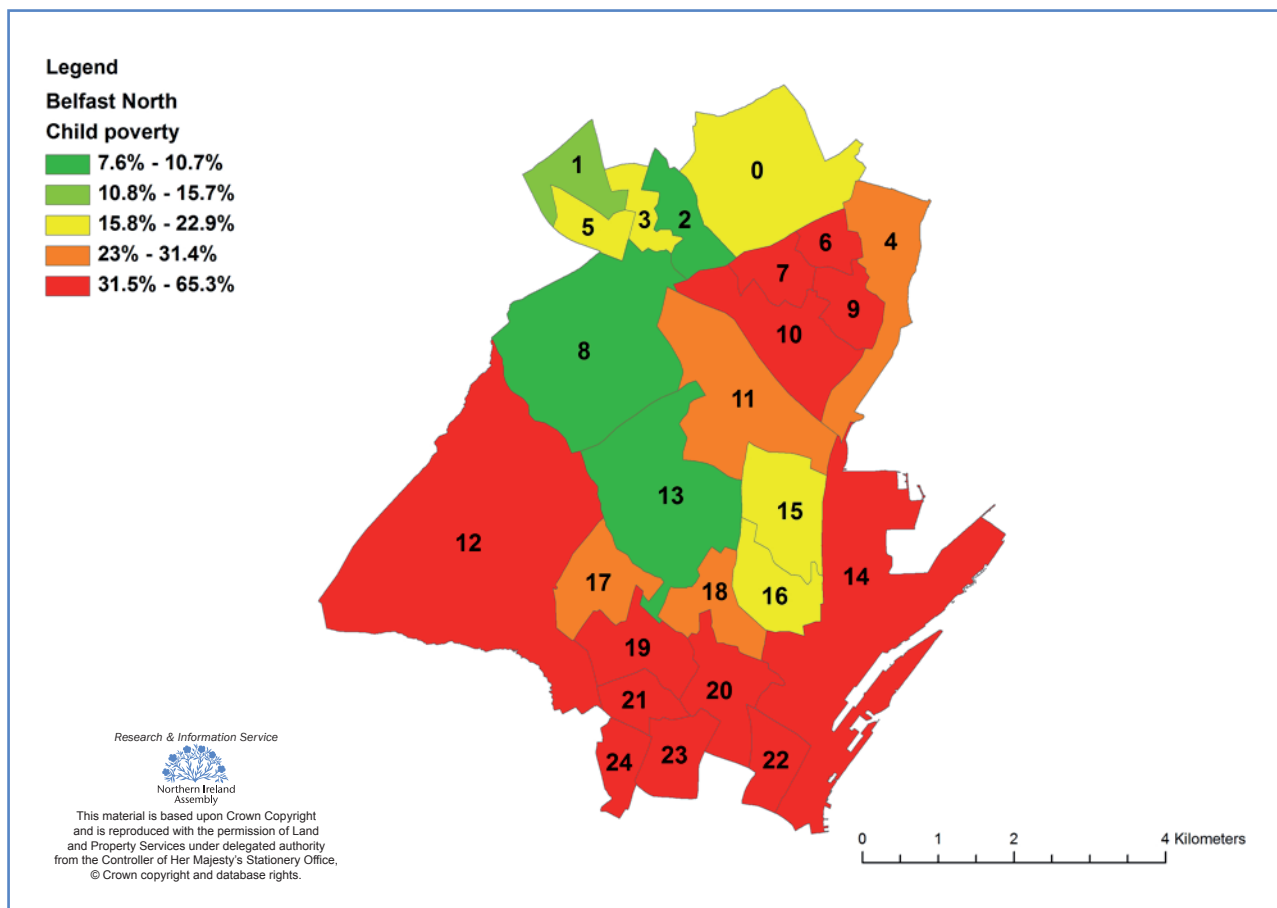 Legend
Belfast North
Child poverty
7.6% - 10.7%
10.8% - 15.7%
15.8% - 22.9%
23% - 31.4%
31.5% - 65.3%
0
1
2
3
5
4
6
7
9
10
8
11
13
15
12
14
17
18
16
19
20
21
22
23
24
Research & Information Service
Northern Ireland
Assembly
This material is based upon Crown Copyright
and is reproduced with the permission of Land
and Property Services under delegated authority
from the Controller of Her Majesty's Stationery Office,
© Crown copyright and database rights.
0 1 2 4 Kilometers